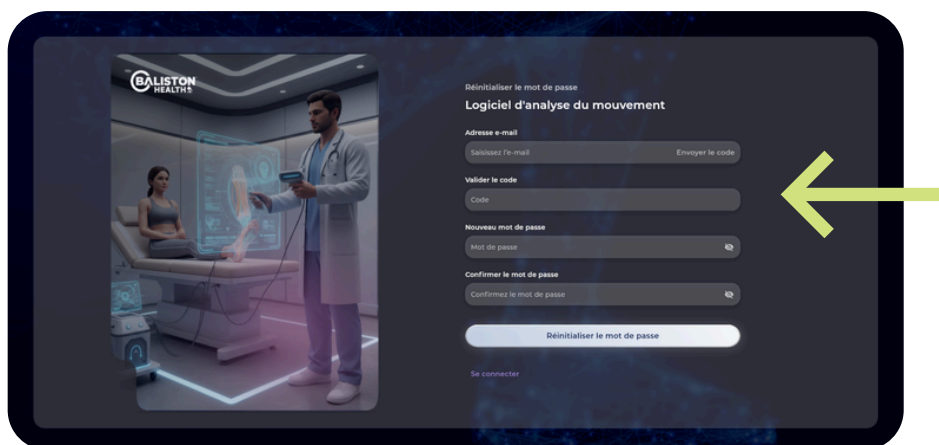 BALISTON
HEALTH
Réinitialiser le mot de passe
Logiciel d'analyse du mouvement
Adresse e-mail
Saisissez l'e-mail Envoyer le code
Valider le code
Code
Nouveau mot de passe
Mot de passe
Confirmer le mot de passe
Confirmez le mot de passe
Réinitialiser le mot de passe
Se connecter